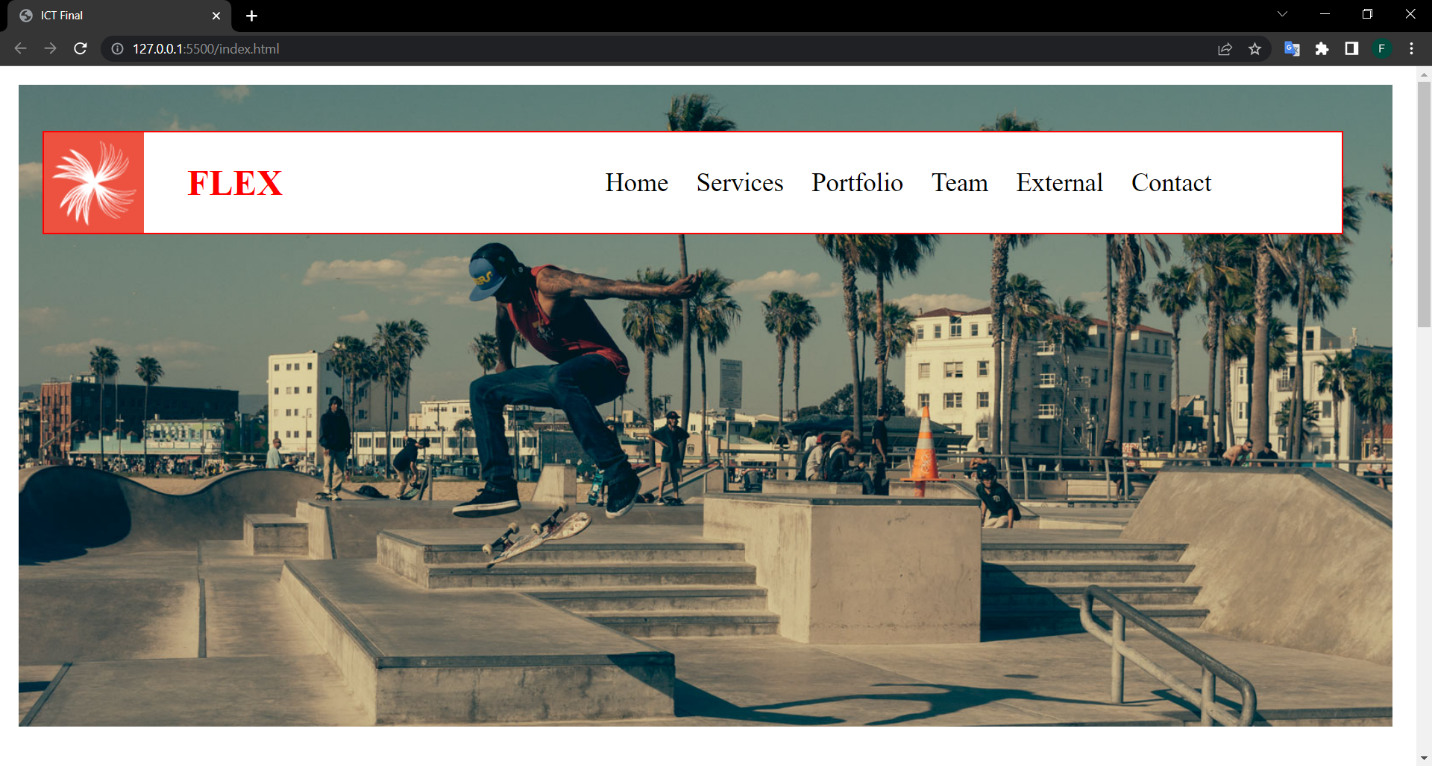 ICT Final
127.0.0.1:5500/index.html
F
FLEX
Home Services Portfolio Team External Contact